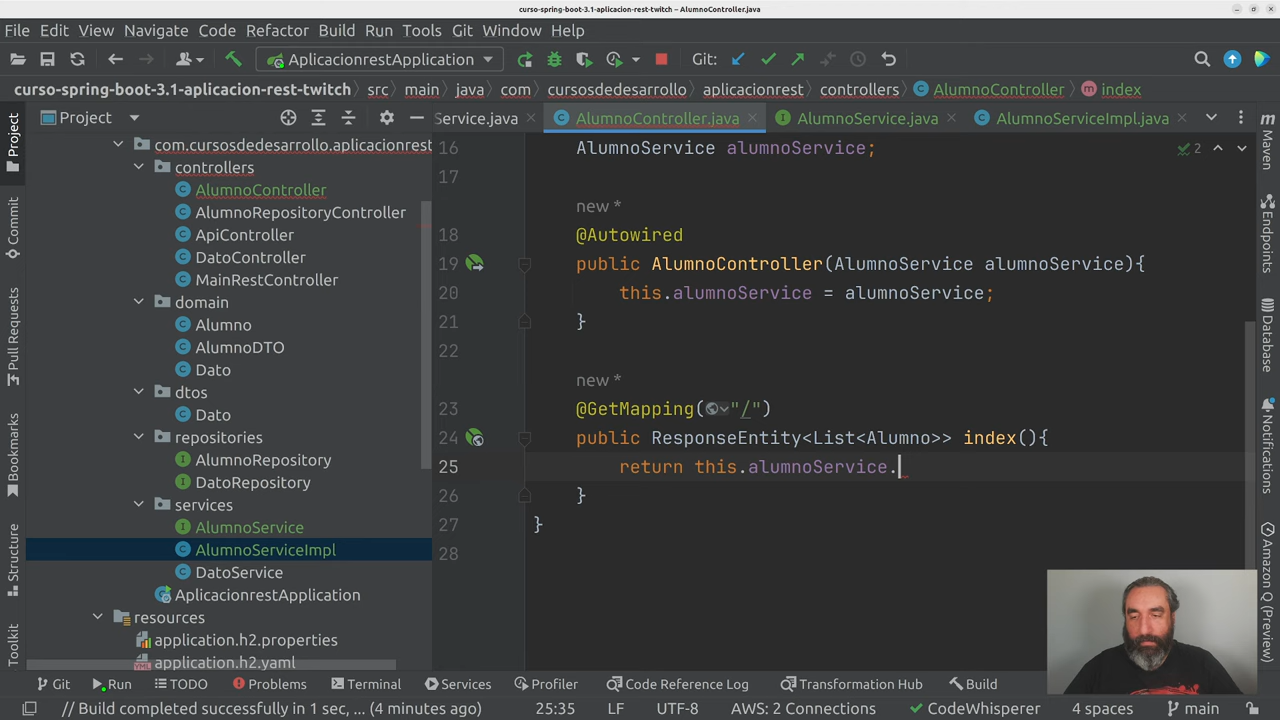 curso-spring-boot-3.1-aplicacion-rest-twitch – AlumnoController.java
File Edit View Navigate Code Refactor Build Run Tools Git Window Help
AplicacionrestApplication Git:
curso-spring-boot-3.1-aplicacion-rest-twitch src main java com cursosdedesarrollo aplicacionrest controllers AlumnoController index
Project
Service.java AlumnoController.java AlumnoService.java AlumnoServiceImpl.java
com.cursosdedesarrollo.aplicacionrest
controllers
AlumnoController
AlumnoRepositoryController
ApiController
DatoController
MainRestController
domain
Alumno
AlumnoDTO
Dato
dtos
Dato
repositories
AlumnoRepository
DatoRepository
services
AlumnoService
AlumnoServiceImpl
DatoService
AplicacionrestApplication
resources
application.h2.properties
application.h2.yaml
Project
Commit
Pull Requests
Bookmarks
Structure
Toolkit
16 AlumnoService alumnoService;
2
17
new *
18 @Autowired
19 public AlumnoController(AlumnoService alumnoService){
20 this.alumnoService = alumnoService;
21 }
22
new *
23 @GetMapping("/")
24 public ResponseEntity<List<Alumno>> index(){
25 return this.alumnoService.
26 }
27 }
28
Maven
Endpoints
Database
Notifications
Amazon Q (Preview)
Git Run TODO Problems Terminal Services Profiler Code Reference Log Transformation Hub Build
// Build completed successfully in 1 sec, ... (4 minutes ago) 25:35 LF UTF-8 AWS: 2 Connections CodeWhisperer 4 spaces main